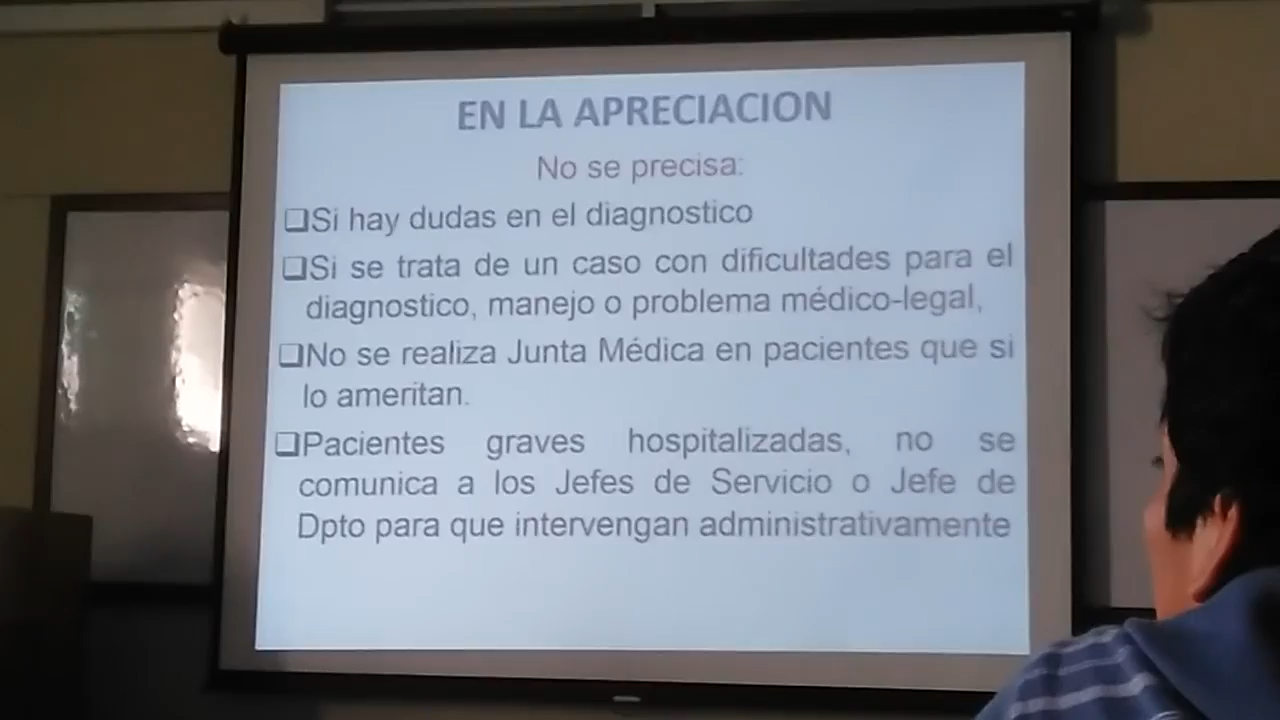 EN LA APRECIACION
No se precisa:
❑Si hay dudas en el diagnostico
❑Si se trata de un caso con dificultades para el
diagnostico, manejo o problema médico-legal,
❑No se realiza Junta Médica en pacientes que si
lo ameritan.
❑Pacientes graves hospitalizadas, no se
comunica a los Jefes de Servicio o Jefe de
Dpto para que intervengan administrativamente